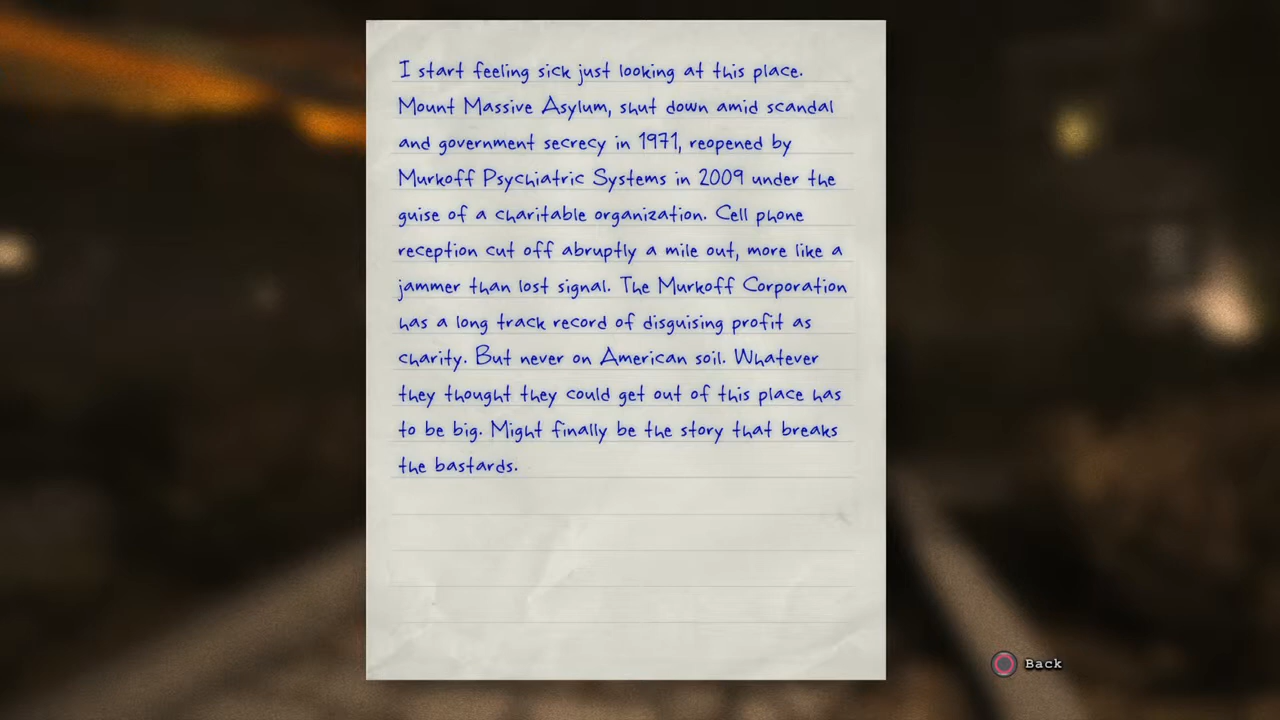 I start feeling sick just looking at this place.
Mount Massive Asylum, shut down amid scandal
and government secrecy in 1971, reopened by
Murkoff Psychiatric Systems in 2009 under the
guise of a charitable organization. Cell phone
reception cut off abruptly a mile out, more like a
jammer than lost signal. The Murkoff Corporation
has a long track record of disguising profit as
charity. But never on American soil. Whatever
they thought they could get out of this place has
to be big. Might finally be the story that breaks
the bastards.
Back